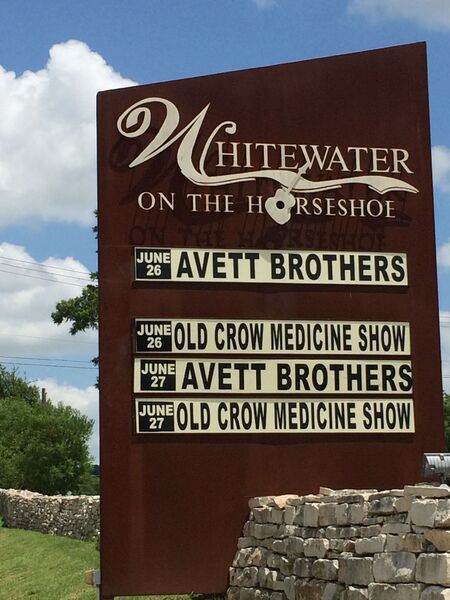 WHITEWATER
ON THE HORSESHOE
JUNE 26 AVETT BROTHERS
JUNE 26 OLD CROW MEDICINE SHOW
JUNE 27 AVETT BROTHERS
JUNE 27 OLD CROW MEDICINE SHOW